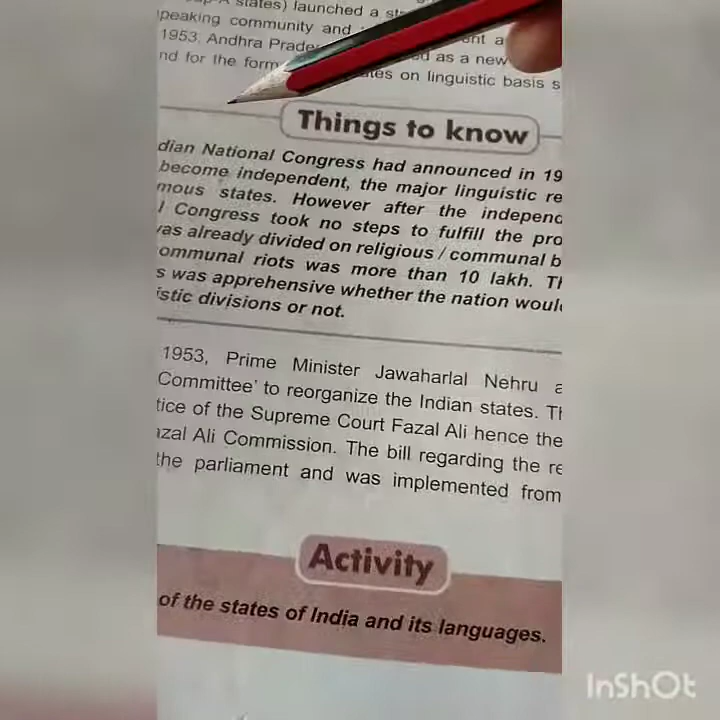 states) launched a
peaking community and
1953, Andhra as a new
nd for the form on linguistic basis s
Things to know
dian National Congress had announced in 19
become independent, the major linguistic re
mous states. However after the independ
l Congress took no steps to fulfill the pro
as already divided on religious / communal b
ommunal riots was more than 10 lakh. Th
s was apprehensive whether the nation would
istic divisions or not.
1953, Prime Minister Jawaharlal Nehru a
Committee' to reorganize the Indian states. Th
tice of the Supreme Court Fazal Ali hence the
azal Ali Commission. The bill regarding the re
the parliament and was implemented from
Activity
of the states of India and its languages.
InShOt